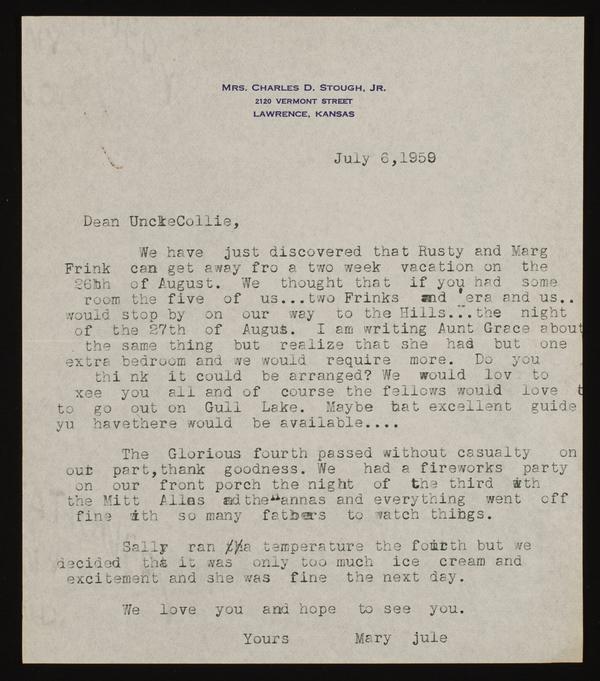 MRS. CHARLES D. STOUGH, JR.
2120 VERMONT STREET
LAWRENCE, KANSAS
July 6,1959
Dean UnckeCollie,
We have just discovered that Rusty and Marg
Frink can get away fro a two week vacation on the
26hh of August. We thought that if you had some
room the five of us...two Frinks and 'era and us..
would stop by on our way to the Hills...the night
of the 27th of Augus. I am writing Aunt Grace about
the same thing but realize that she had but one
extra bedroom and we would require more. Do you
thi nk it could be arranged? We would lov to
xee you all and of course the fellows would love t
to go out on Gull Lake. Maybe hat excellent guide
yu havethere would be available....
The Glorious fourth passed without casualty on
out part,thank goodness. We had a fireworks party
on our front porch the night of the third wth
the Mitt Allas ad the "annas and everything went off
fine wth so many fathers to watch thihgs.
Sally ran //a temperature the fourth but we
decided tha it was only too much ice cream and
excitement and she was fine the next day.
We love you and hope to see you.
Yours Mary jule